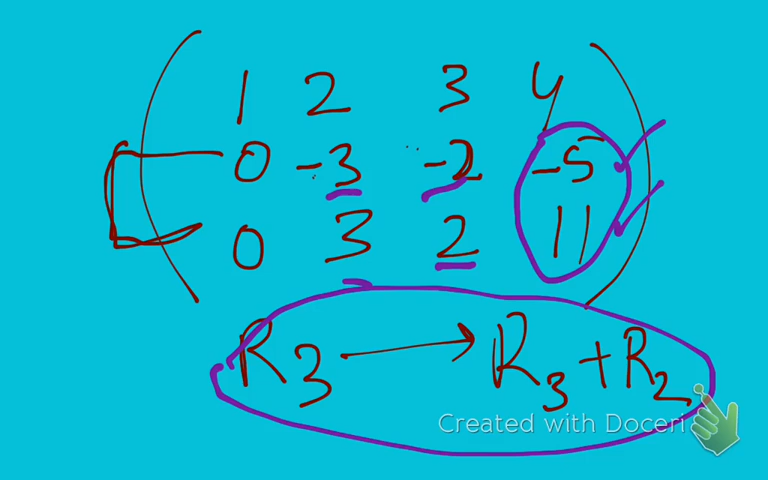 1 2 3 4
0 -3 -2 -5
0 3 2 11
R3 → R3 + R2
Created with Doceri